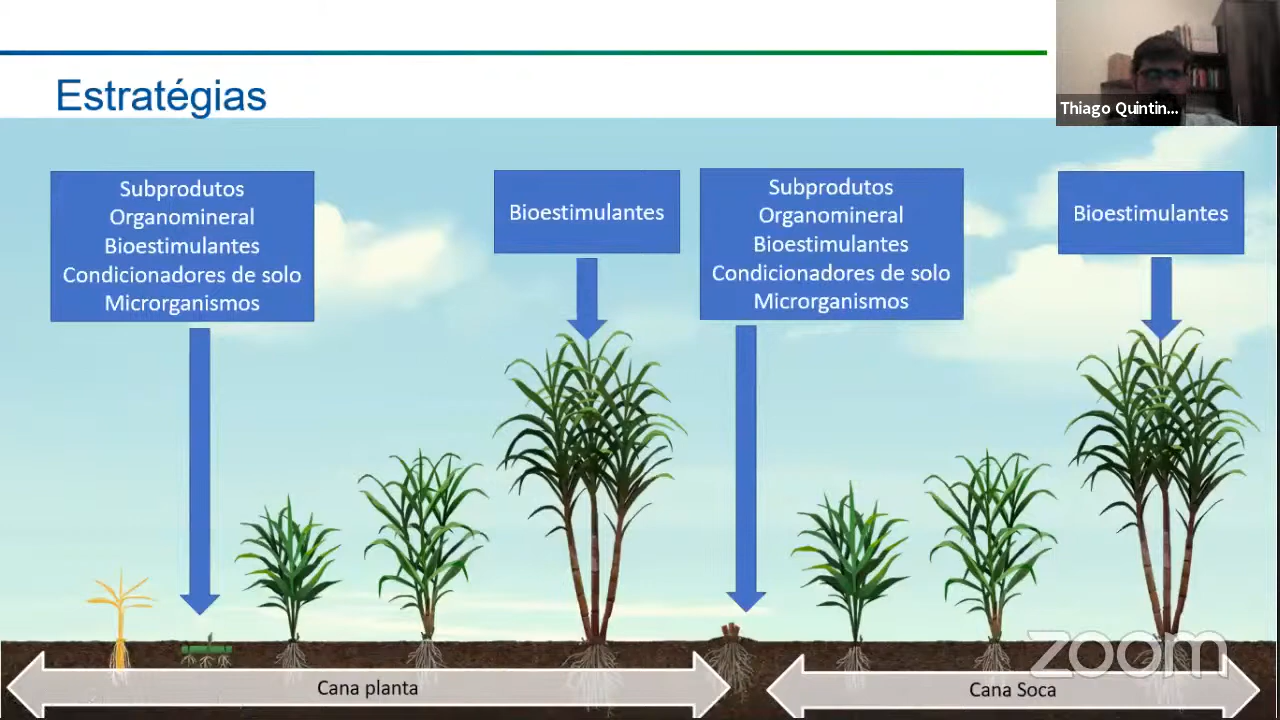 Estratégias
Thiago Quintin...
Subprodutos
Organomineral
Bioestimulantes
Condicionadores de solo
Microrganismos
Bioestimulantes
Subprodutos
Organomineral
Bioestimulantes
Condicionadores de solo
Microrganismos
Bioestimulantes
Cana planta
Cana Soca
zoom